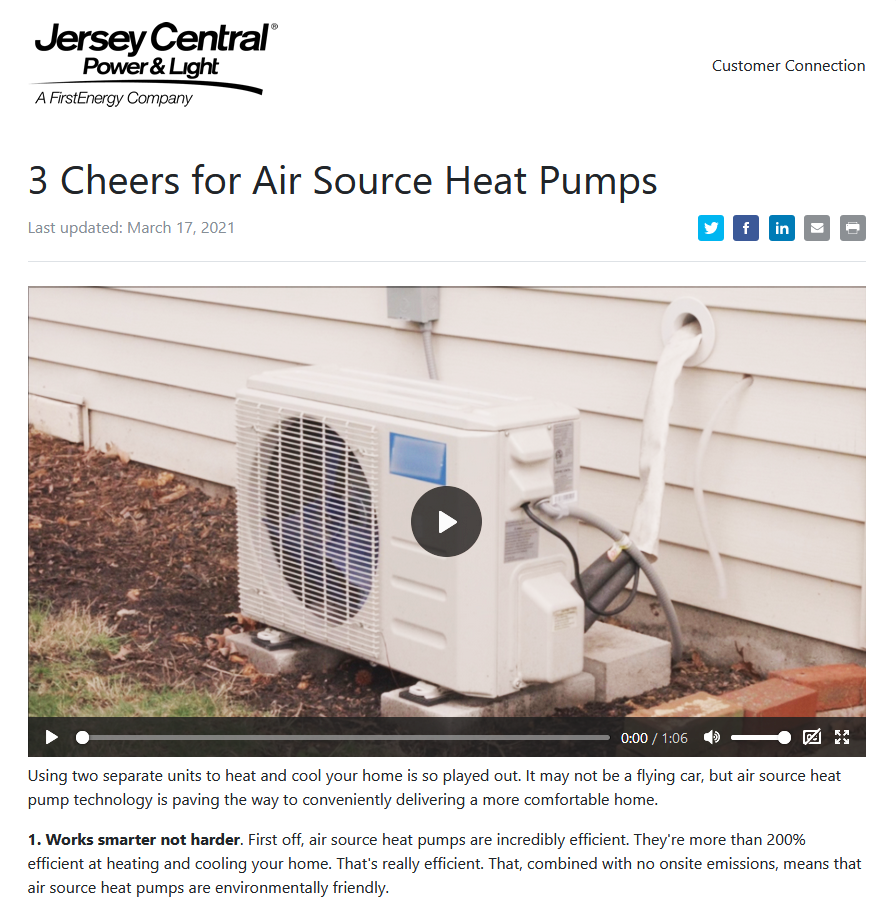 Jersey Central®
Power & Light
A FirstEnergy Company
Customer Connection
3 Cheers for Air Source Heat Pumps
Last updated: March 17, 2021
0:00 / 1:06
Using two separate units to heat and cool your home is so played out. It may not be a flying car, but air source heat
pump technology is paving the way to conveniently delivering a more comfortable home.
1. Works smarter not harder. First off, air source heat pumps are incredibly efficient. They're more than 200%
efficient at heating and cooling your home. That's really efficient. That, combined with no onsite emissions, means that
air source heat pumps are environmentally friendly.